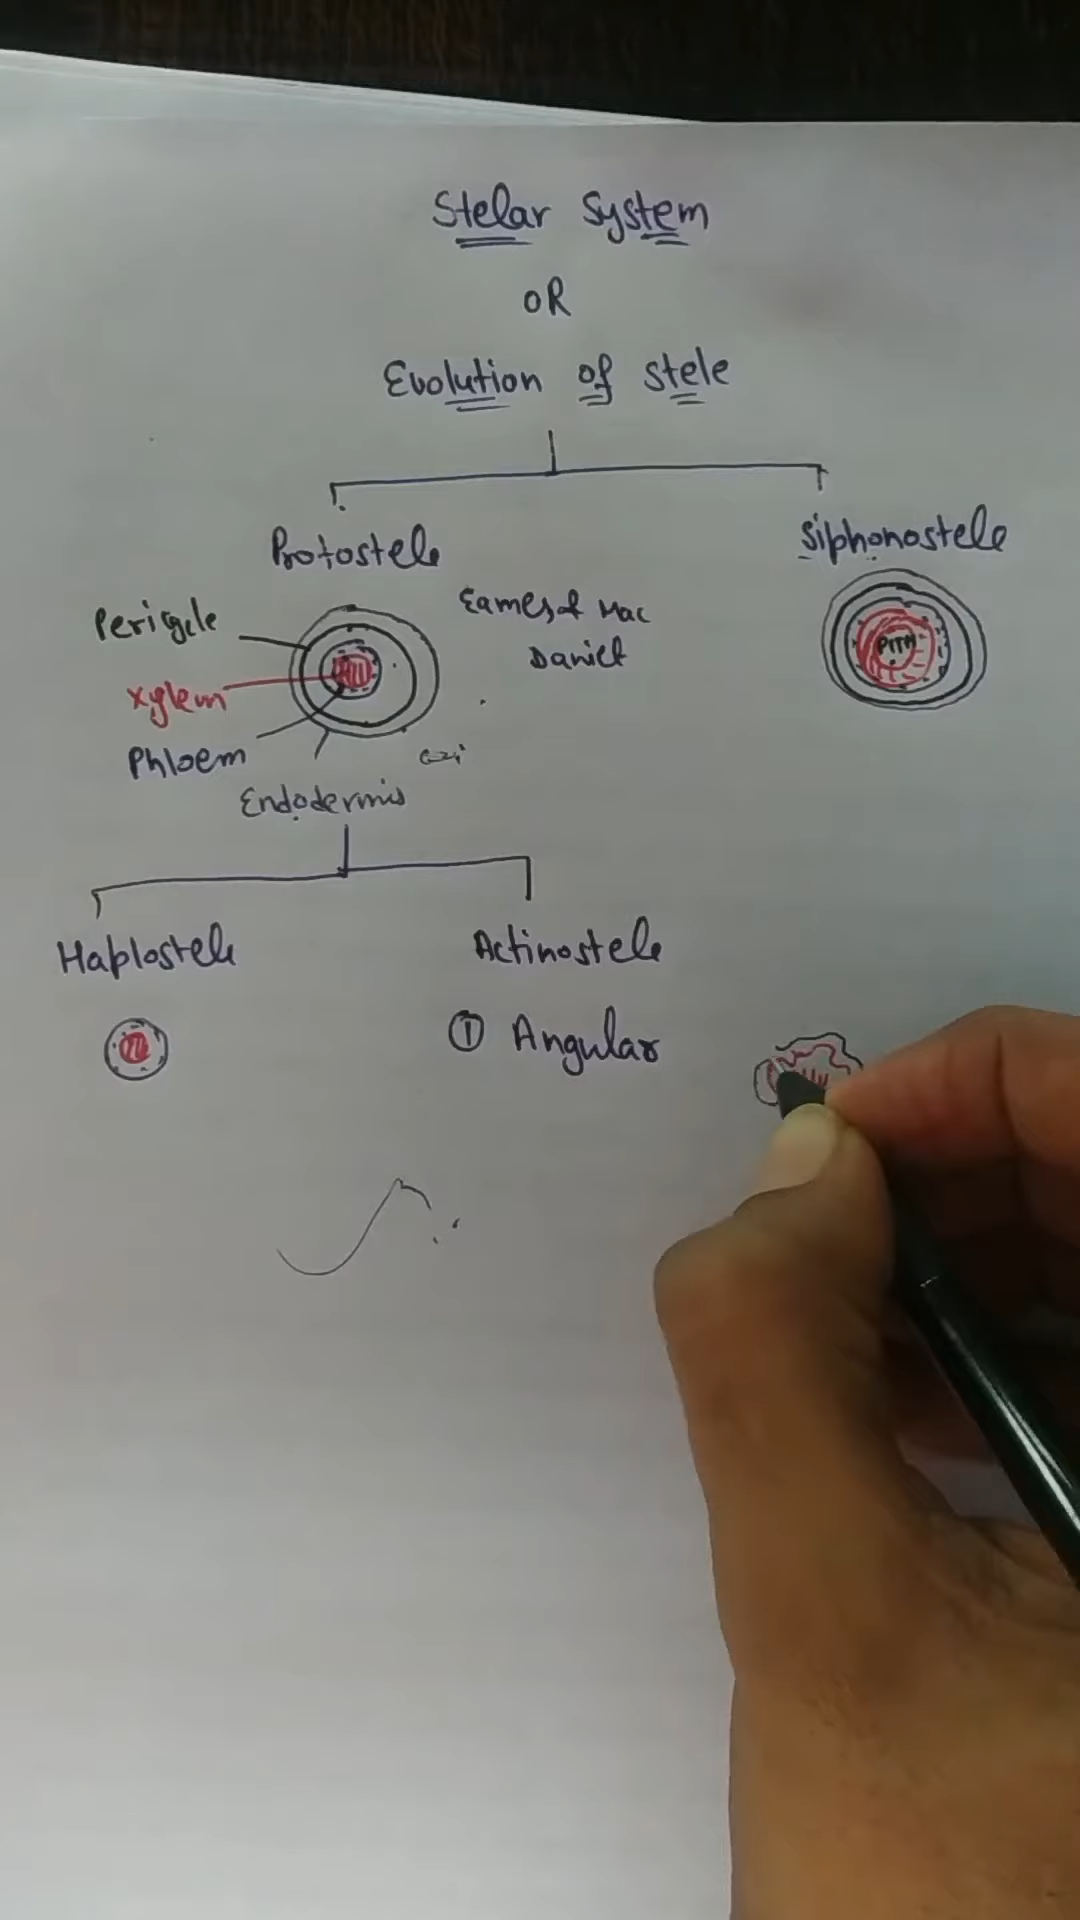 Stelar System
OR
Evolution of stele
Protostele
Siphonostele
Eames & Mac
Daniel
Pericycle
Xylem
Phloem
Endodermis
PITH
Haplostele
Actinostele
① Angular